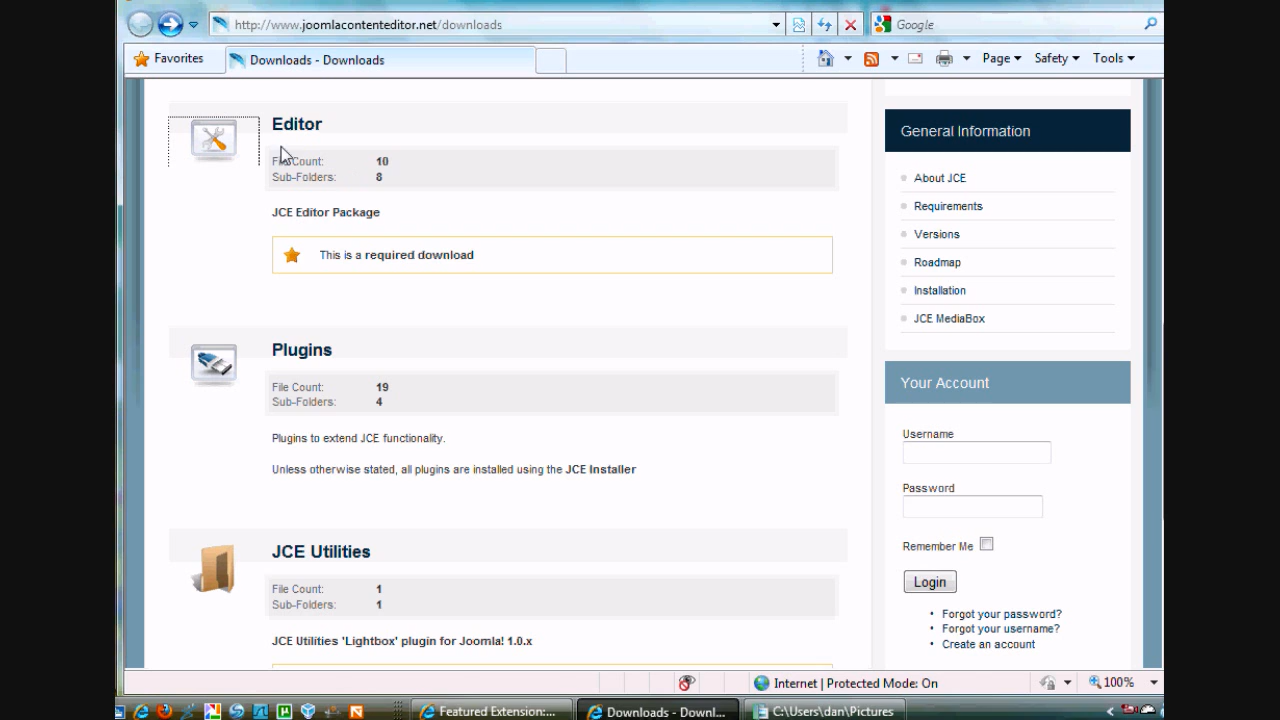 http://www.joomlacontenteditor.net/downloads
Google
Favorites
Downloads - Downloads
Page
Safety
Tools
Editor
File Count: 10
Sub-Folders: 8
JCE Editor Package
This is a required download
Plugins
File Count: 19
Sub-Folders: 4
Plugins to extend JCE functionality.
Unless otherwise stated, all plugins are installed using the JCE Installer
JCE Utilities
File Count: 1
Sub-Folders: 1
JCE Utilities 'Lightbox' plugin for Joomla! 1.0.x
General Information
About JCE
Requirements
Versions
Roadmap
Installation
JCE MediaBox
Your Account
Username
Password
Remember Me
Login
Forgot your password?
Forgot your username?
Create an account
Internet | Protected Mode: On
100%
Featured Extension:...
Downloads - Downl...
C:\Users\dan\Pictures